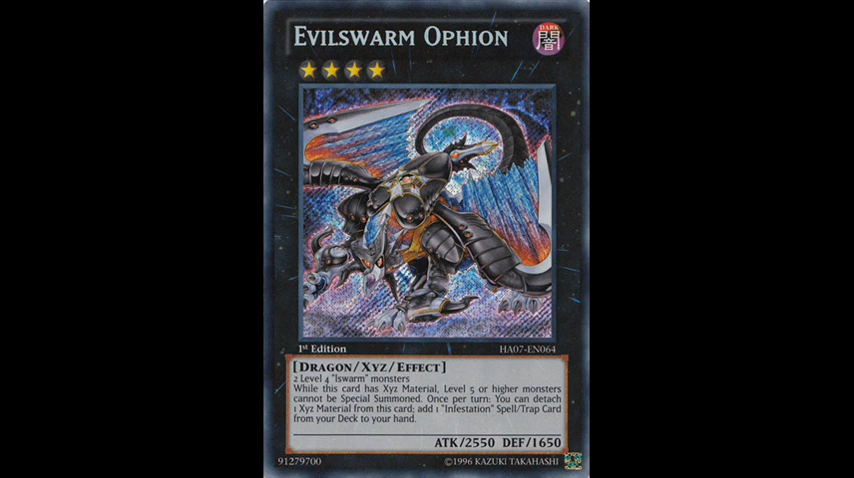 Evilswarm Ophion
DARK
闇
1st Edition
HA07-EN064
[Dragon/Xyz/Effect]
2 Level 4 "lswarm" monsters
While this card has Xyz Material, Level 5 or higher monsters
cannot be Special Summoned. Once per turn: You can detach
1 Xyz Material from this card; add 1 "Infestation" Spell/Trap Card
from your Deck to your hand.
ATK/2550 DEF/1650
91279700
©1996 KAZUKI TAKAHASHI